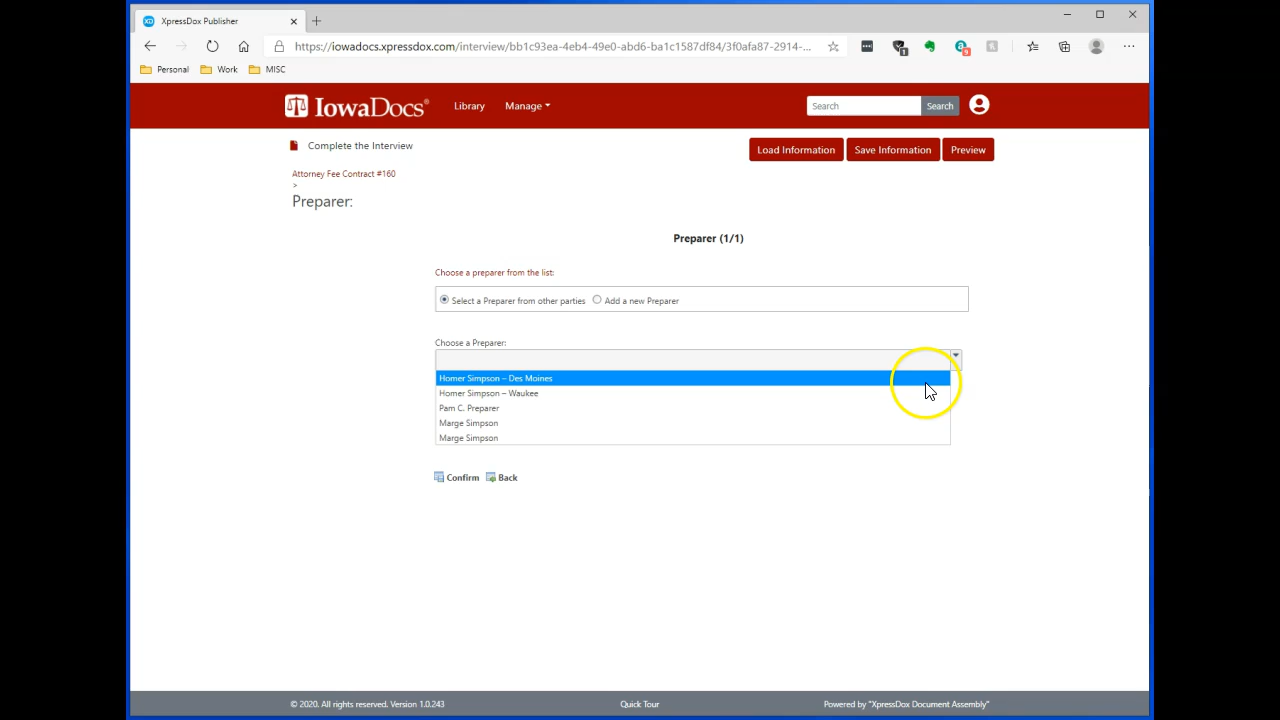 XpressDox Publisher
https://iowadocs.xpressdox.com/interview/bb1c93ea-4eb4-49e0-abd6-ba1c1587df84/3f0afa87-2914-...
1
9
Personal
Work
MISC
IowaDocs®
Library
Manage
Search
Search
Complete the Interview
Load Information
Save Information
Preview
Attorney Fee Contract #160
>
Preparer:
Preparer (1/1)
Choose a preparer from the list:
Select a Preparer from other parties
Add a new Preparer
Choose a Preparer:
Homer Simpson – Des Moines
Homer Simpson – Waukee
Pam C. Preparer
Marge Simpson
Marge Simpson
Confirm
Back
© 2020. All rights reserved. Version 1.0.243
Quick Tour
Powered by "XpressDox Document Assembly"